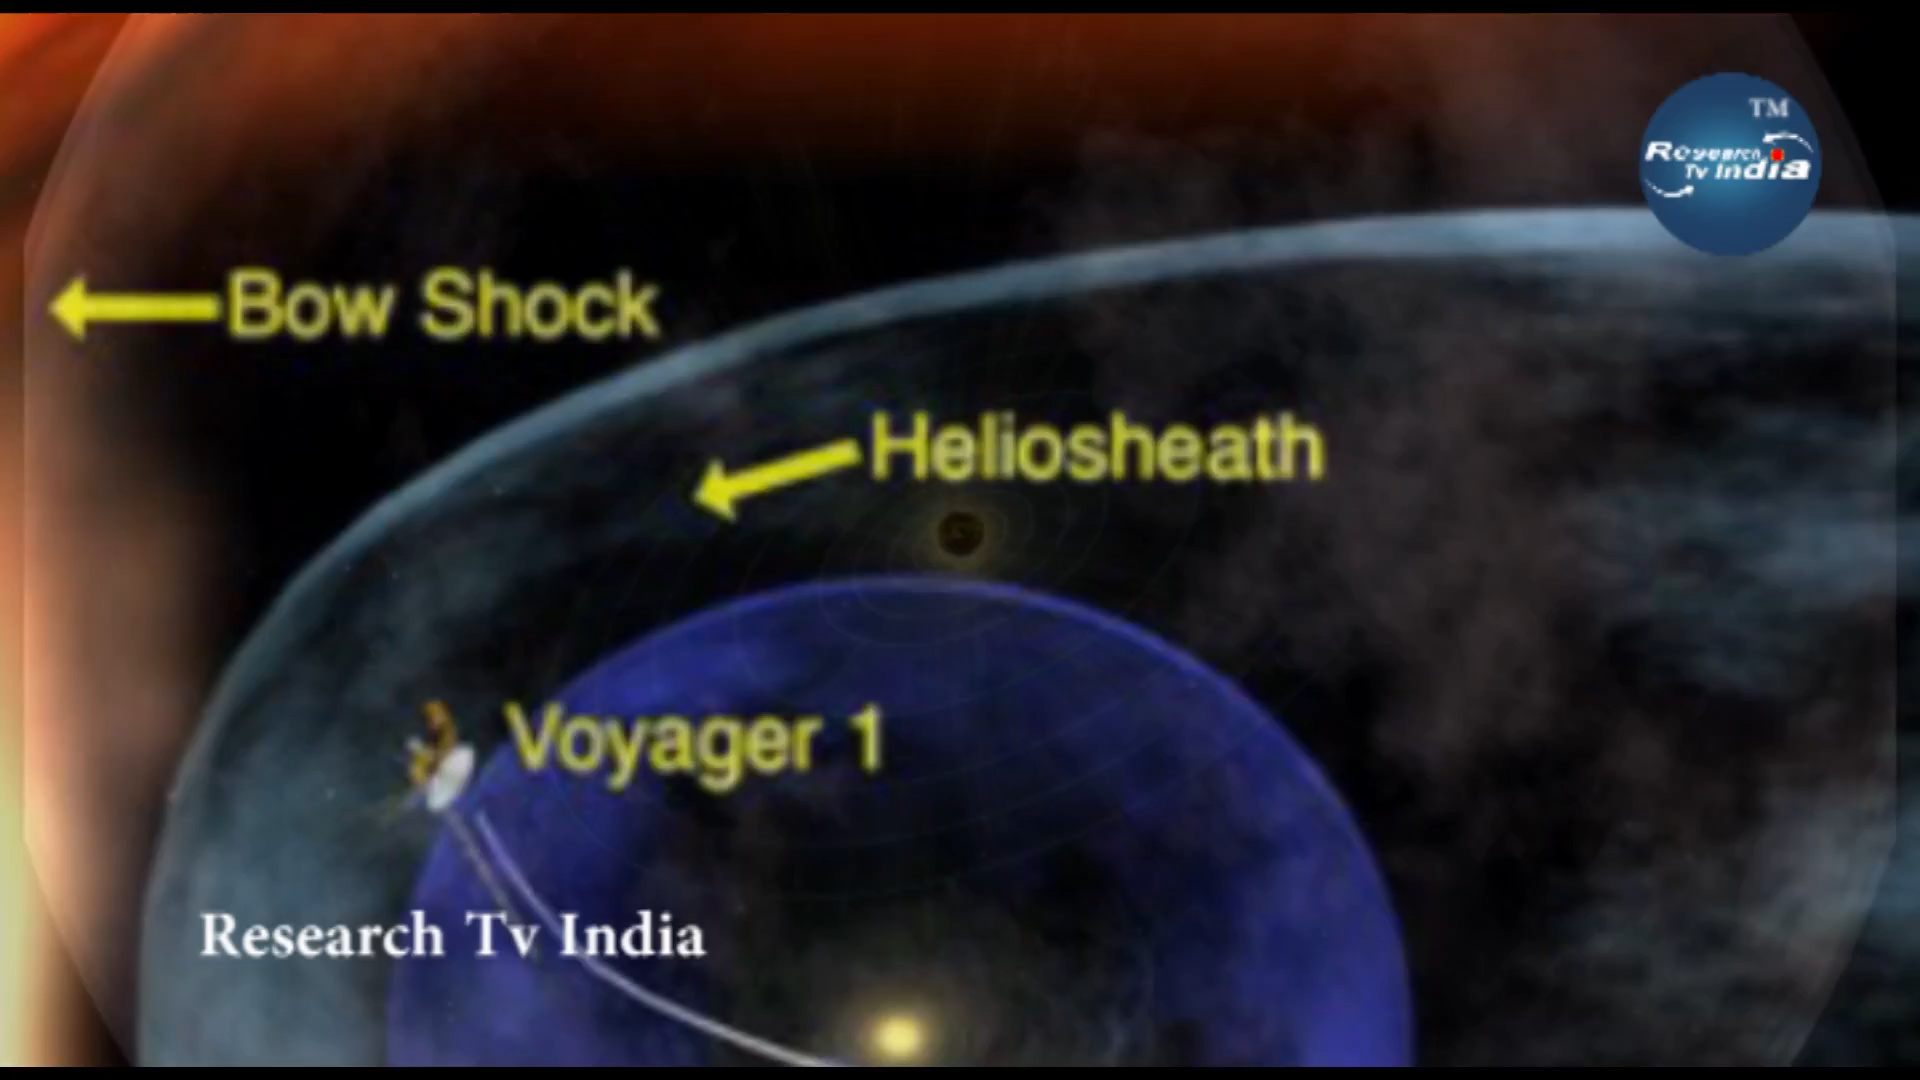 TM
Research
Tv India
Bow Shock
Heliosheath
Voyager 1
Research Tv India